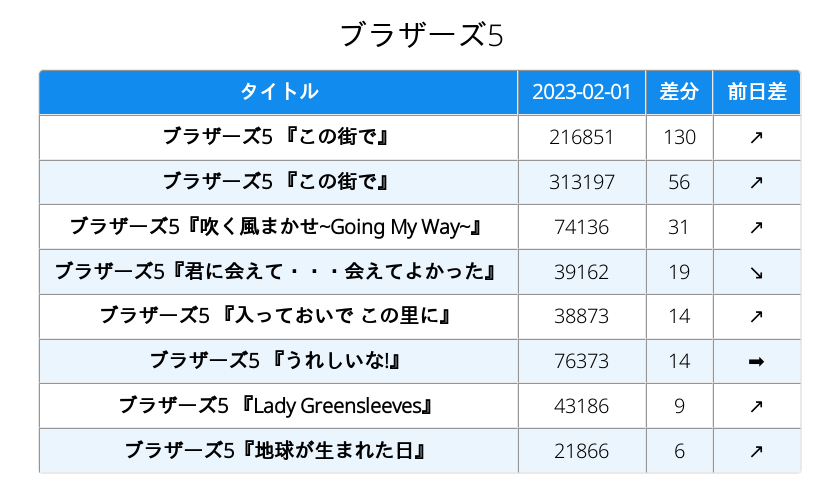 ブラザーズ5
タイトル 2023-02-01 差分 前日差
ブラザーズ5 『この街で』 216851 130 ↗
ブラザーズ5 『この街で』 313197 56 ↗
ブラザーズ5『吹く風まかせ~Going My Way~』 74136 31 ↗
ブラザーズ5『君に会えて・・・会えてよかった』 39162 19 ↘
ブラザーズ5 『入っておいで この里に』 38873 14 ↗
ブラザーズ5 『うれしいな!』 76373 14 ➡
ブラザーズ5 『Lady Greensleeves』 43186 9 ↗
ブラザーズ5『地球が生まれた日』 21866 6 ↗